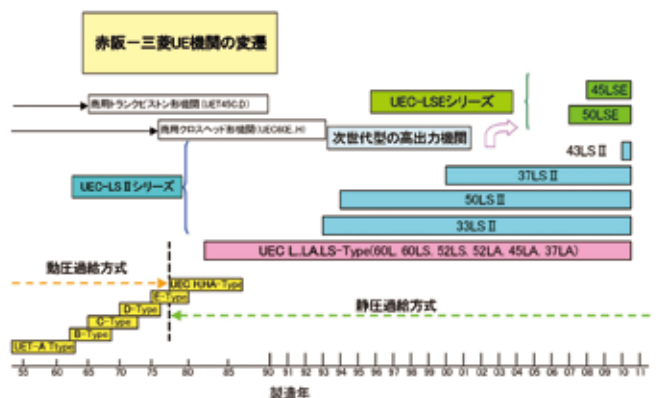 赤阪－三菱UE機関の変遷
商用トランクピストン形機関(UET45C,D)
UEC-LSEシリーズ
45LSE
50LSE
商用クロスヘッド形機関(UEC60E,H)
次世代型の高出力機関
43LSⅡ
37LSⅡ
UEC-LSⅡシリーズ
50LSⅡ
33LSⅡ
UEC L,LA,LS-Type(60L, 60LS, 52LS, 52LA, 45LA, 37LA)
動圧過給方式
UEC H,HA-Type
E-Type
静圧過給方式
D-Type
C-Type
B-Type
UET-A Type
55 60 65 70 75 80 85 90 91 92 93 94 95 96 97 98 99 00 01 02 03 04 05 06 07 08 09 10 11
製造年